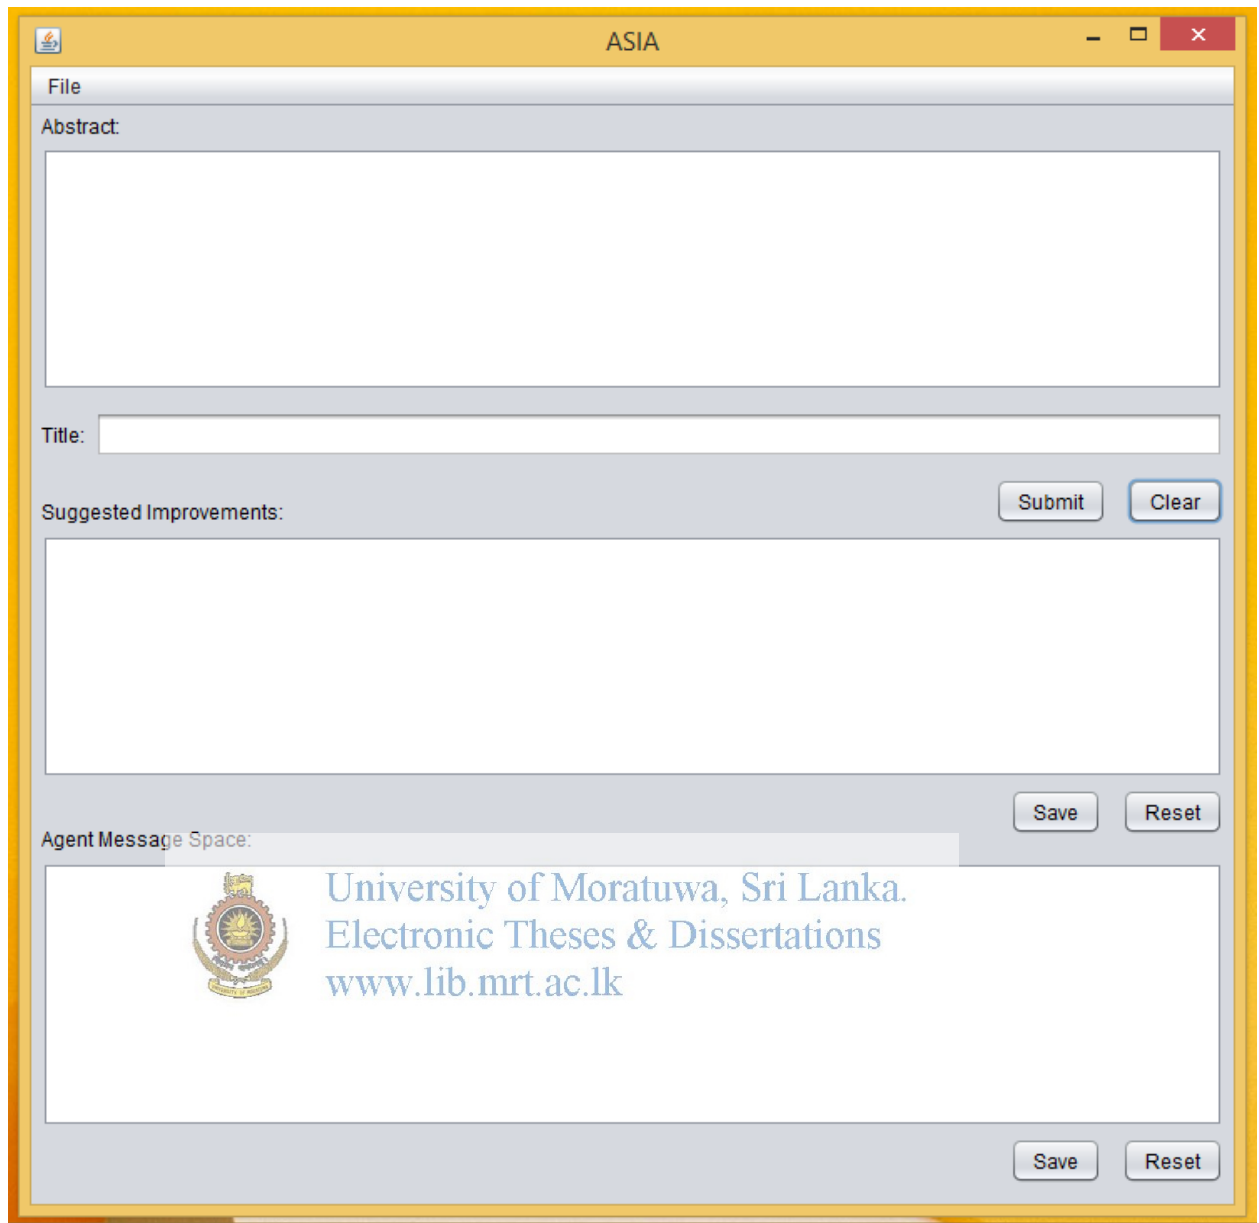 ASIA
File
Abstract:
Title:
Submit Clear
Suggested Improvements:
Save Reset
Agent Message Space:
University of Moratuwa, Sri Lanka.
Electronic Theses & Dissertations
www.lib.mrt.ac.lk
Save Reset